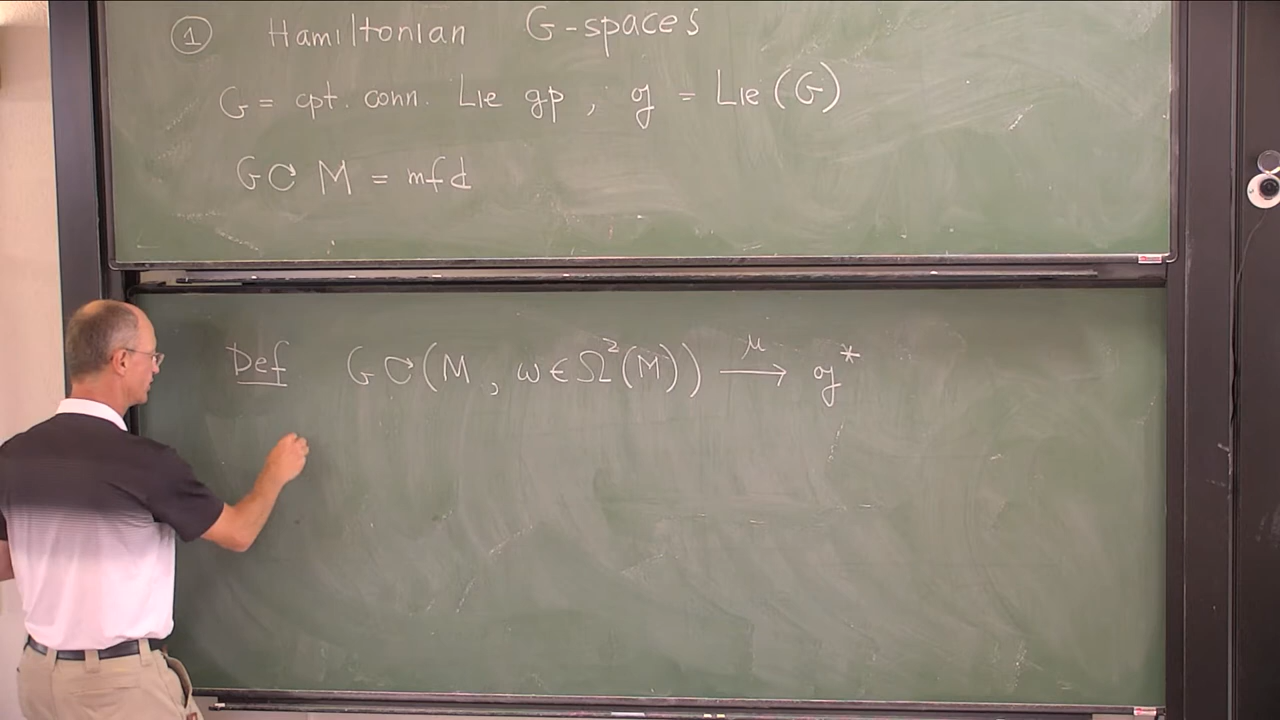 ① Hamiltonian G-spaces
G = cpt. conn. Lie gp , 𝔤 = Lie (G)
G ↻ M = mfd
Def G ↻ (M , ω ∈ Ω²(M)) —μ→ 𝔤*